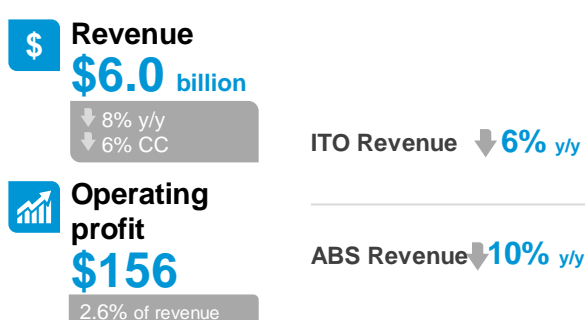 $
Revenue
$6.0 billion
8% y/y
6% CC
ITO Revenue 6% y/y
Operating
profit
$156
2.6% of revenue
ABS Revenue 10% y/y